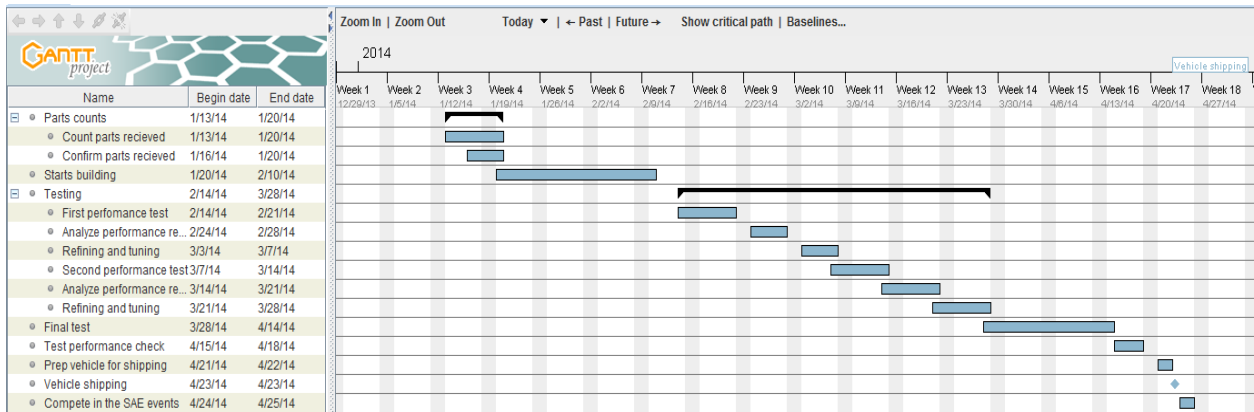 Zoom In | Zoom Out Today ▼ | ← Past | Future → Show critical path | Baselines...
GANTT
project
2014
Vehicle shipping
Week 1 Week 2 Week 3 Week 4 Week 5 Week 6 Week 7 Week 8 Week 9 Week 10 Week 11 Week 12 Week 13 Week 14 Week 15 Week 16 Week 17 Week 18
12/29/13 1/5/14 1/12/14 1/19/14 1/26/14 2/2/14 2/9/14 2/16/14 2/23/14 3/2/14 3/9/14 3/16/14 3/23/14 3/30/14 4/6/14 4/13/14 4/20/14 4/27/14
Name Begin date End date
Parts counts 1/13/14 1/20/14
Count parts recieved 1/13/14 1/20/14
Confirm parts recieved 1/16/14 1/20/14
Starts building 1/20/14 2/10/14
Testing 2/14/14 3/28/14
First perfomance test 2/14/14 2/21/14
Analyze performance re... 2/24/14 2/28/14
Refining and tuning 3/3/14 3/7/14
Second performance test 3/7/14 3/14/14
Analyze performance re... 3/14/14 3/21/14
Refining and tuning 3/21/14 3/28/14
Final test 3/28/14 4/14/14
Test performance check 4/15/14 4/18/14
Prep vehicle for shipping 4/21/14 4/22/14
Vehicle shipping 4/23/14 4/23/14
Compete in the SAE events 4/24/14 4/25/14